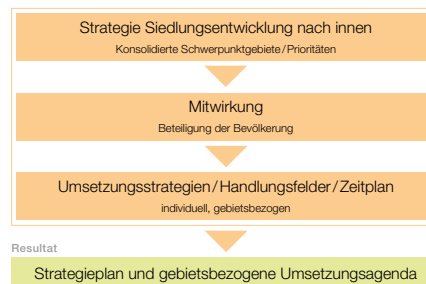 Strategie Siedlungsentwicklung nach innen
Konsolidierte Schwerpunktgebiete/Prioritäten
Mitwirkung
Beteiligung der Bevölkerung
Umsetzungsstrategien/Handlungsfelder/Zeitplan
individuell, gebietsbezogen
Resultat
Strategieplan und gebietsbezogene Umsetzungsagenda